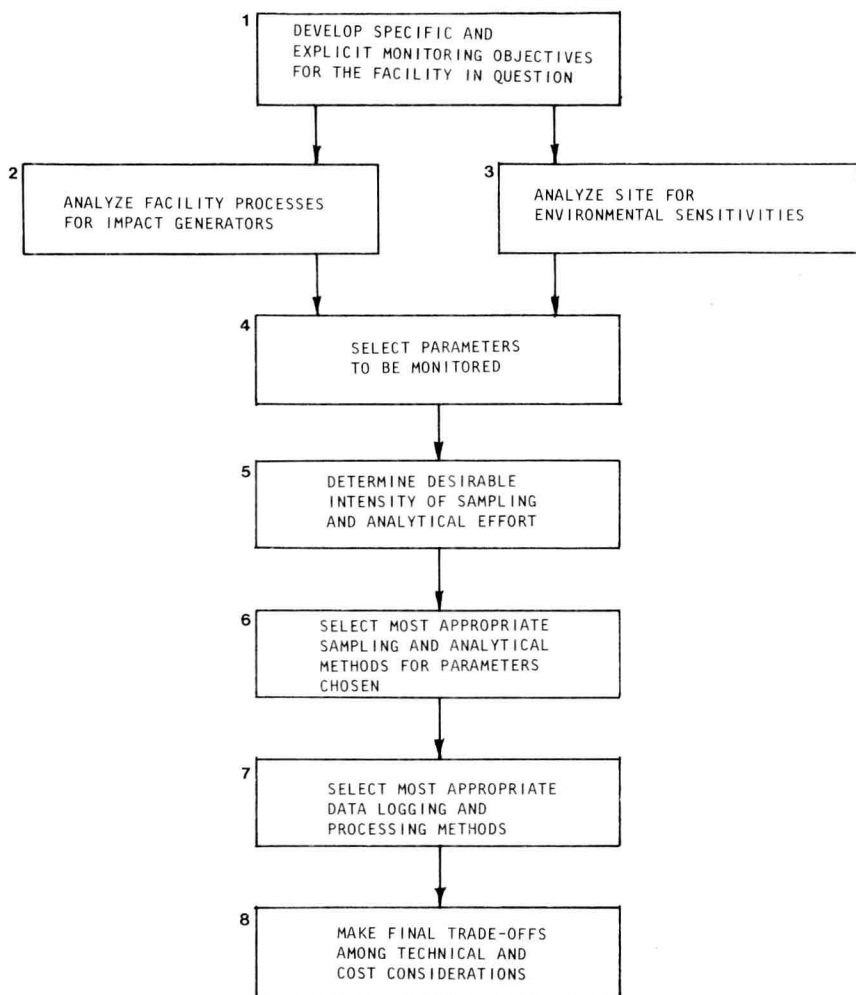 1
DEVELOP SPECIFIC AND
EXPLICIT MONITORING OBJECTIVES
FOR THE FACILITY IN QUESTION
2
ANALYZE FACILITY PROCESSES
FOR IMPACT GENERATORS
3
ANALYZE SITE FOR
ENVIRONMENTAL SENSITIVITIES
4
SELECT PARAMETERS
TO BE MONITORED
5
DETERMINE DESIRABLE
INTENSITY OF SAMPLING
AND ANALYTICAL EFFORT
6
SELECT MOST APPROPRIATE
SAMPLING AND ANALYTICAL
METHODS FOR PARAMETERS
CHOSEN
7
SELECT MOST APPROPRIATE
DATA LOGGING AND
PROCESSING METHODS
8
MAKE FINAL TRADE-OFFS
AMONG TECHNICAL AND
COST CONSIDERATIONS